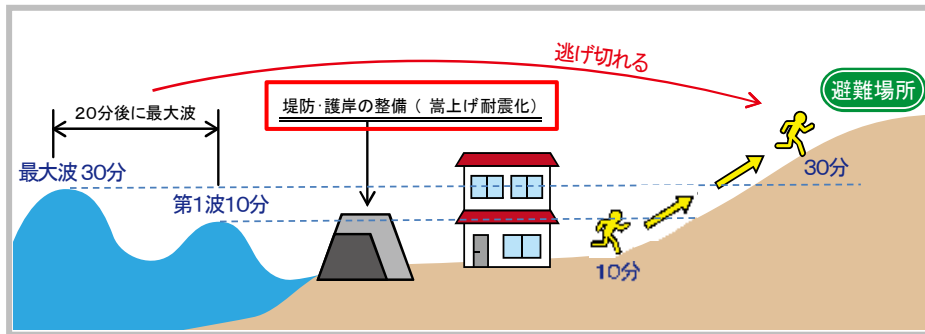 逃げ切れる
避難場所
堤防･護岸の整備（ 嵩上げ耐震化）
20分後に最大波
最大波 30分
30分
第1波10分
10分